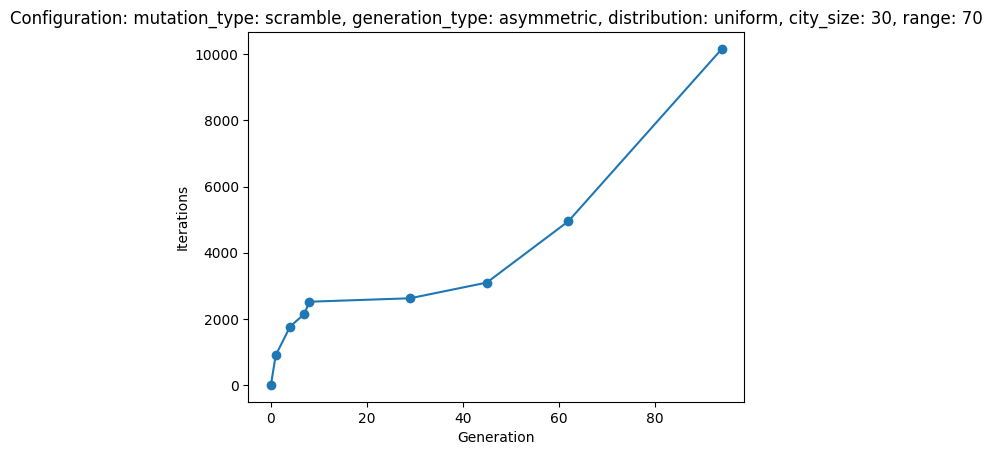 Configuration: mutation_type: scramble, generation_type: asymmetric, distribution: uniform, city_size: 30, range: 70
10000
8000
6000
4000
2000
0
Iterations
0 20 40 60 80
Generation